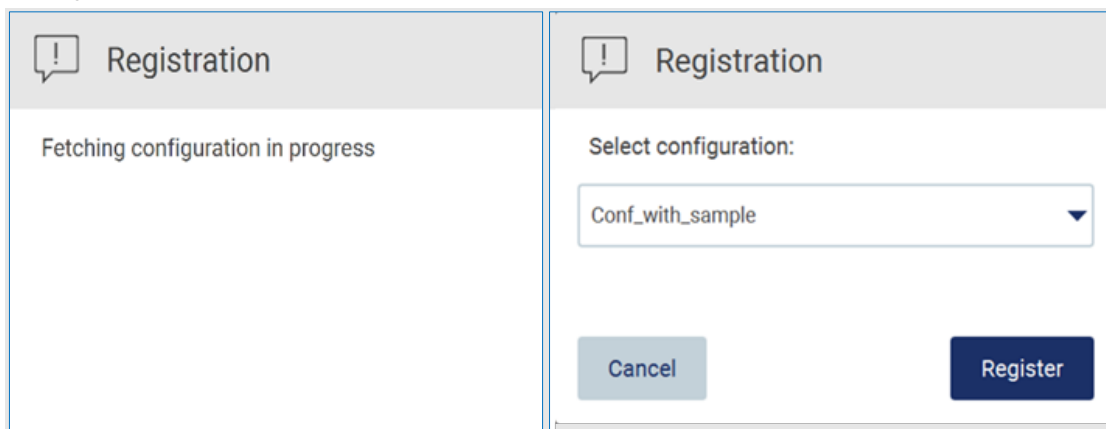 Registration
Fetching configuration in progress
Registration
Select configuration:
Conf_with_sample
Cancel
Register